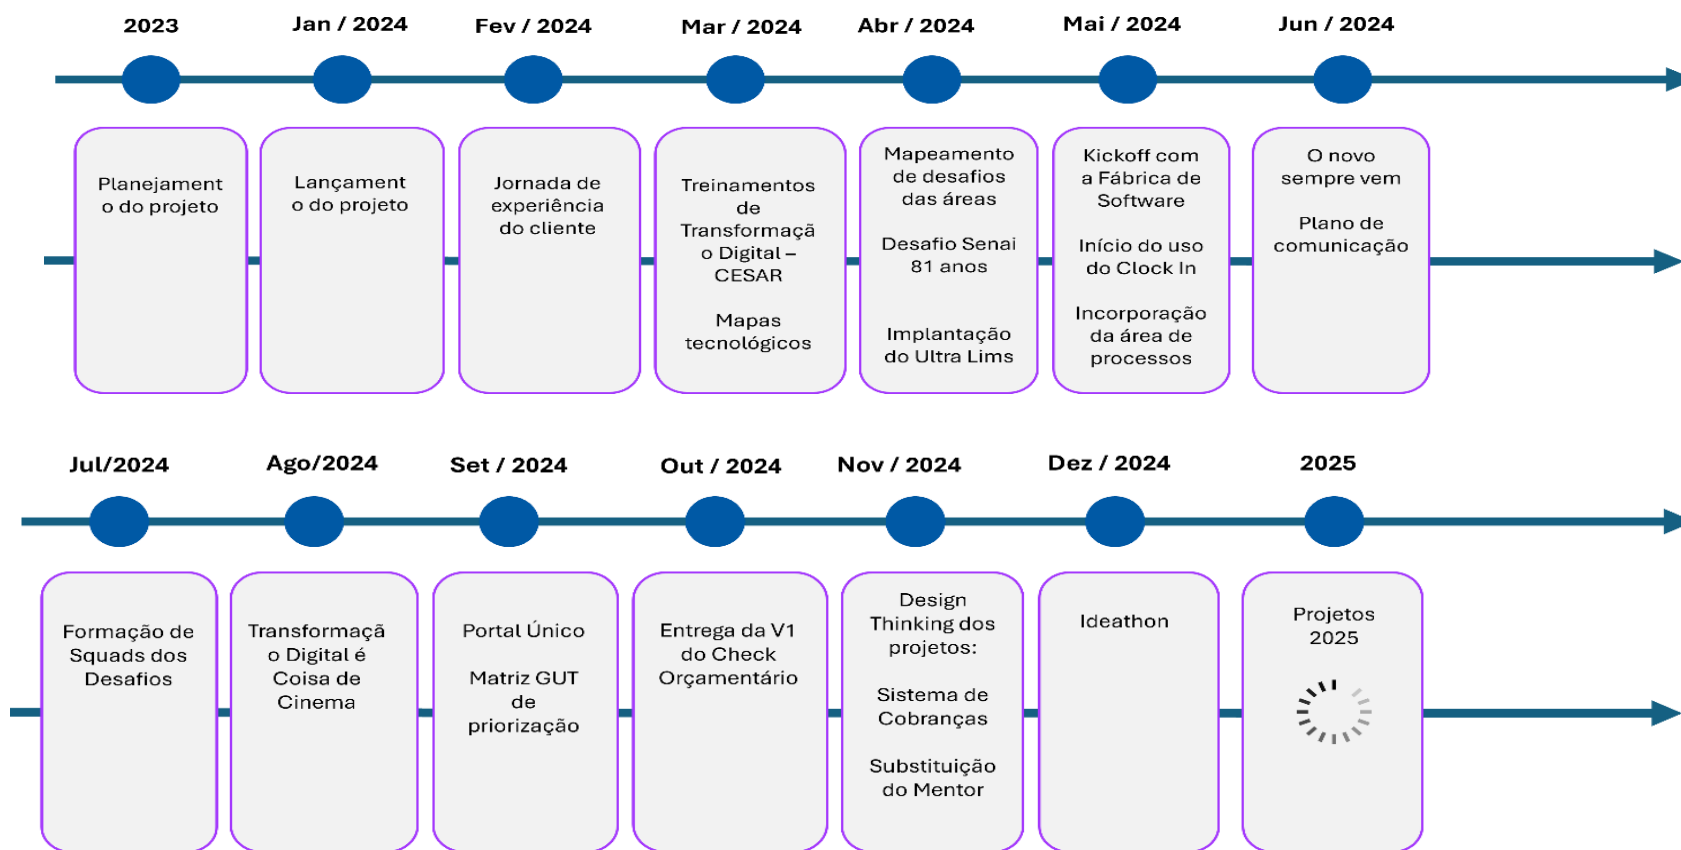 2023
Jan / 2024
Fev / 2024
Mar / 2024
Abr / 2024
Mai / 2024
Jun / 2024
Planejament
o do projeto
Lançament
o do projeto
Jornada de
experiência
do cliente
Treinamentos
de
Transformaçã
o Digital –
CESAR
Mapas
tecnológicos
Mapeamento
de desafios
das áreas
Desafio Senai
81 anos
Implantação
do Ultra Lims
Kickoff com
a Fábrica de
Software
Início do uso
do Clock In
Incorporação
da área de
processos
O novo
sempre vem
Plano de
comunicação
Jul/2024
Ago/2024
Set / 2024
Out / 2024
Nov / 2024
Dez / 2024
2025
Formação de
Squads dos
Desafios
Transformaçã
o Digital é
Coisa de
Cinema
Portal Único
Matriz GUT
de
priorização
Entrega da V1
do Check
Orçamentário
Design
Thinking dos
projetos:
Sistema de
Cobranças
Substituição
do Mentor
Ideathon
Projetos
2025